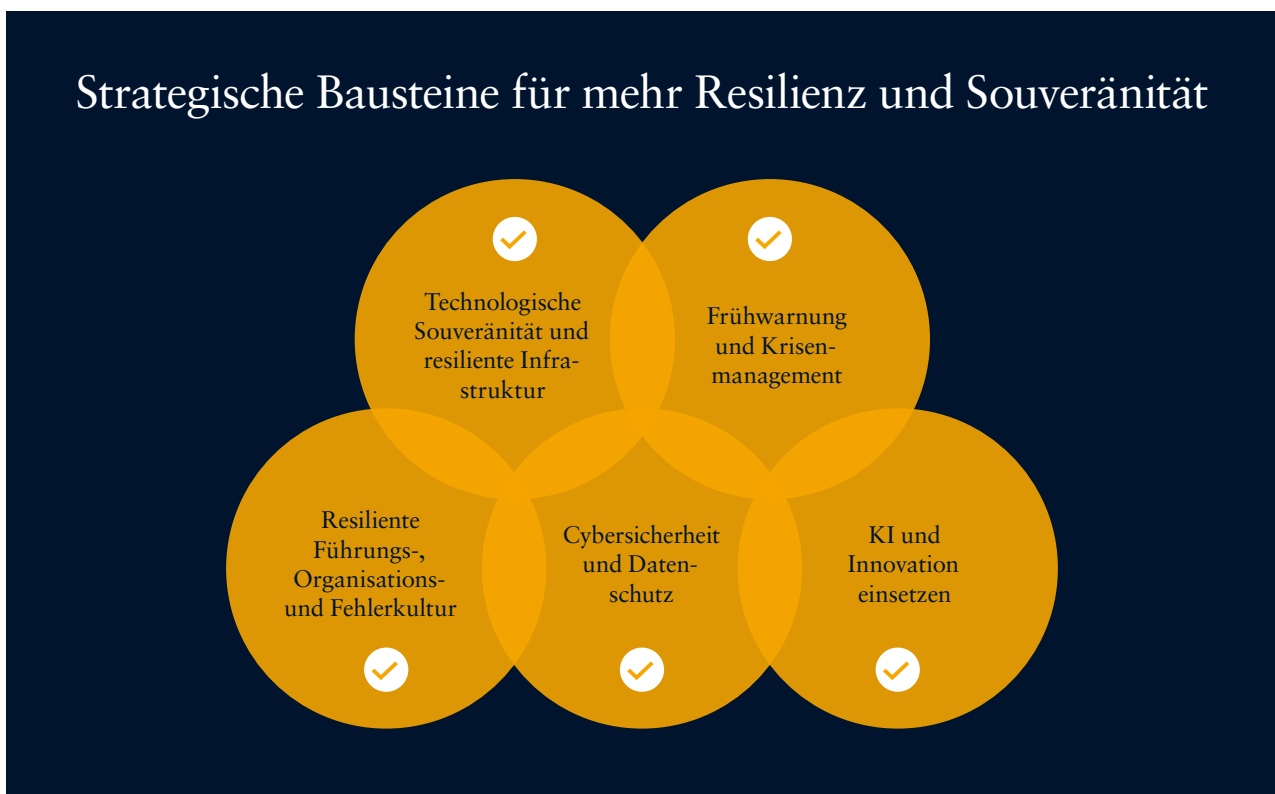 Strategische Bausteine für mehr Resilienz und Souveränität
Technologische
Souveränität und
resiliente Infra-
struktur
Frühwarnung
und Krisen-
management
Resiliente
Führungs-,
Organisations-
und Fehlerkultur
Cybersicherheit
und Daten-
schutz
KI und
Innovation
einsetzen